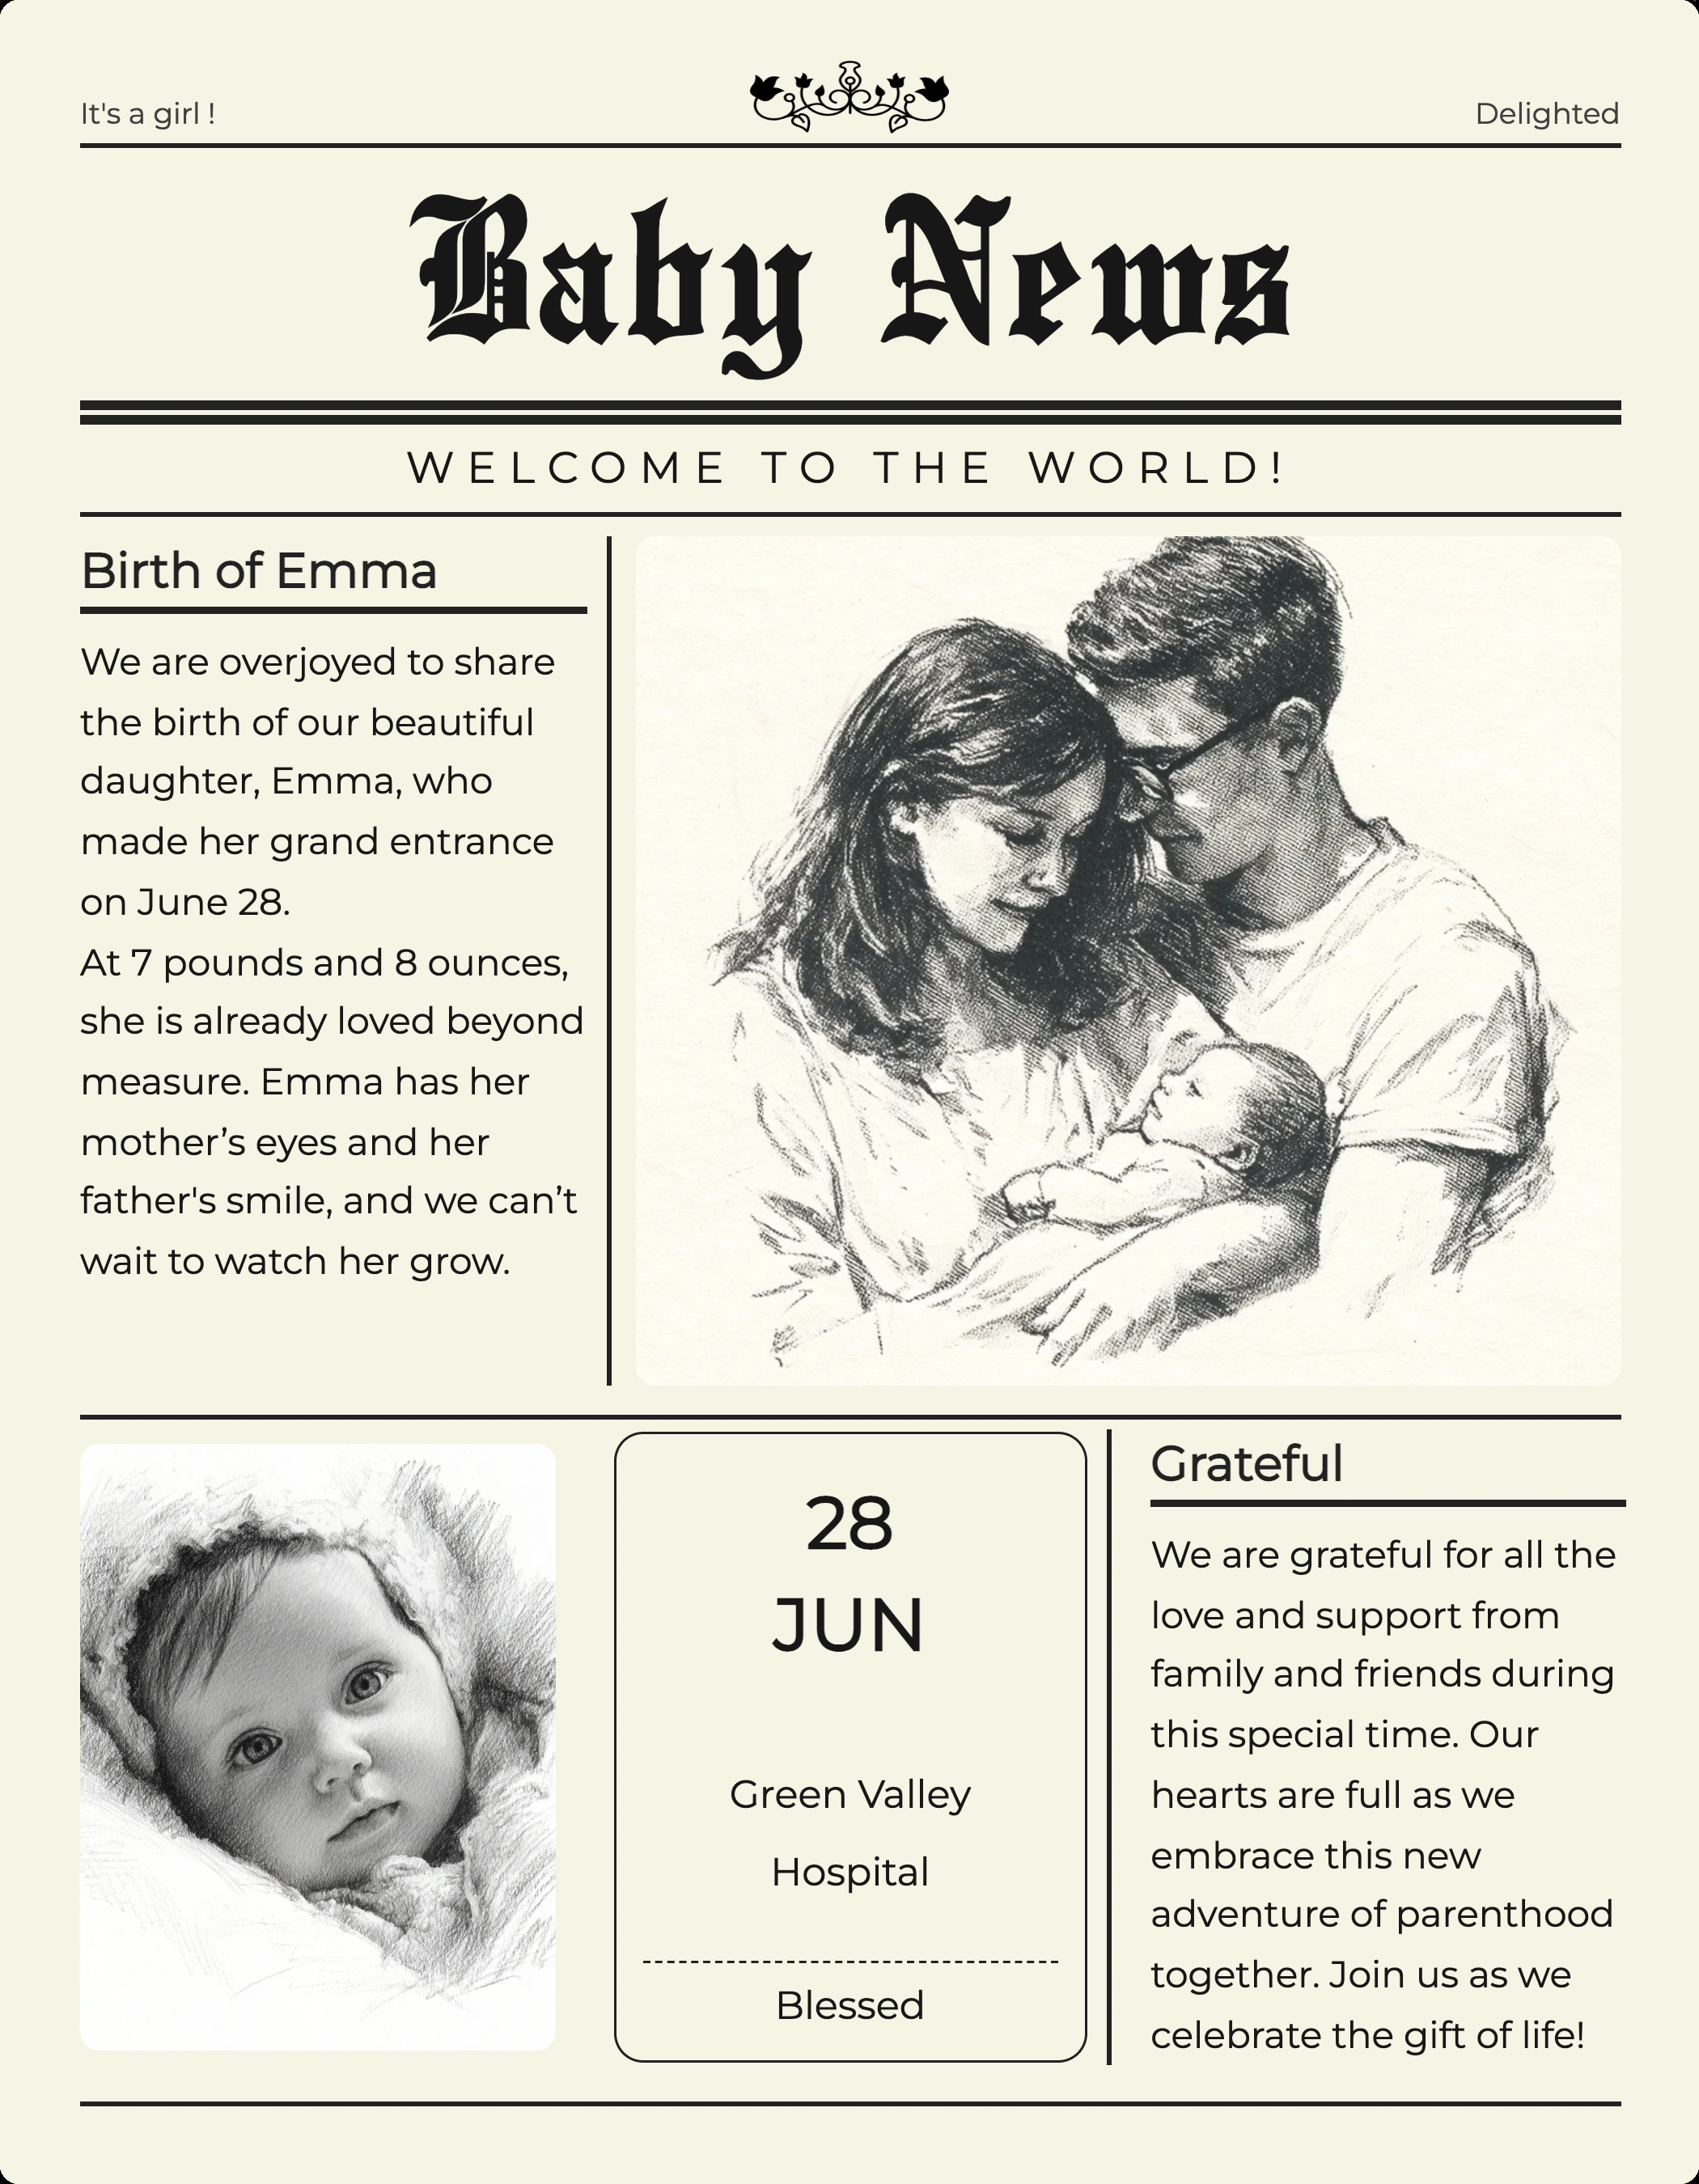 It's a girl !
Delighted
Baby News
WELCOME TO THE WORLD!
Birth of Emma
We are overjoyed to share
the birth of our beautiful
daughter, Emma, who
made her grand entrance
on June 28.
At 7 pounds and 8 ounces,
she is already loved beyond
measure. Emma has her
mother’s eyes and her
father's smile, and we can’t
wait to watch her grow.
28
JUN
Green Valley
Hospital
Blessed
Grateful
We are grateful for all the
love and support from
family and friends during
this special time. Our
hearts are full as we
embrace this new
adventure of parenthood
together. Join us as we
celebrate the gift of life!